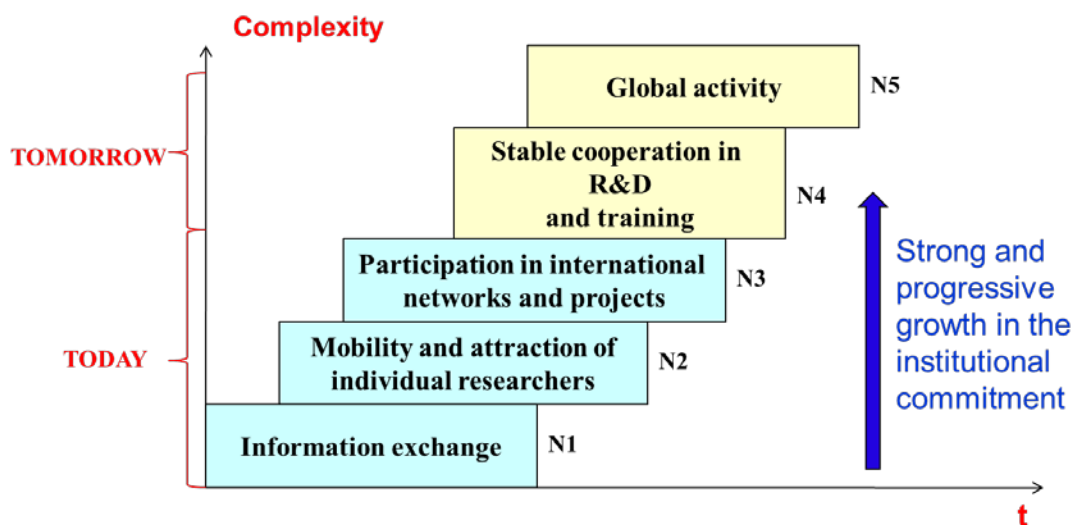 Complexity
Global activity
N5
TOMORROW
Stable cooperation in
R&D
and training
N4
Participation in international
networks and projects
N3
Strong and
progressive
growth in the
institutional
commitment
TODAY
Mobility and attraction of
individual researchers
N2
Information exchange
N1
t